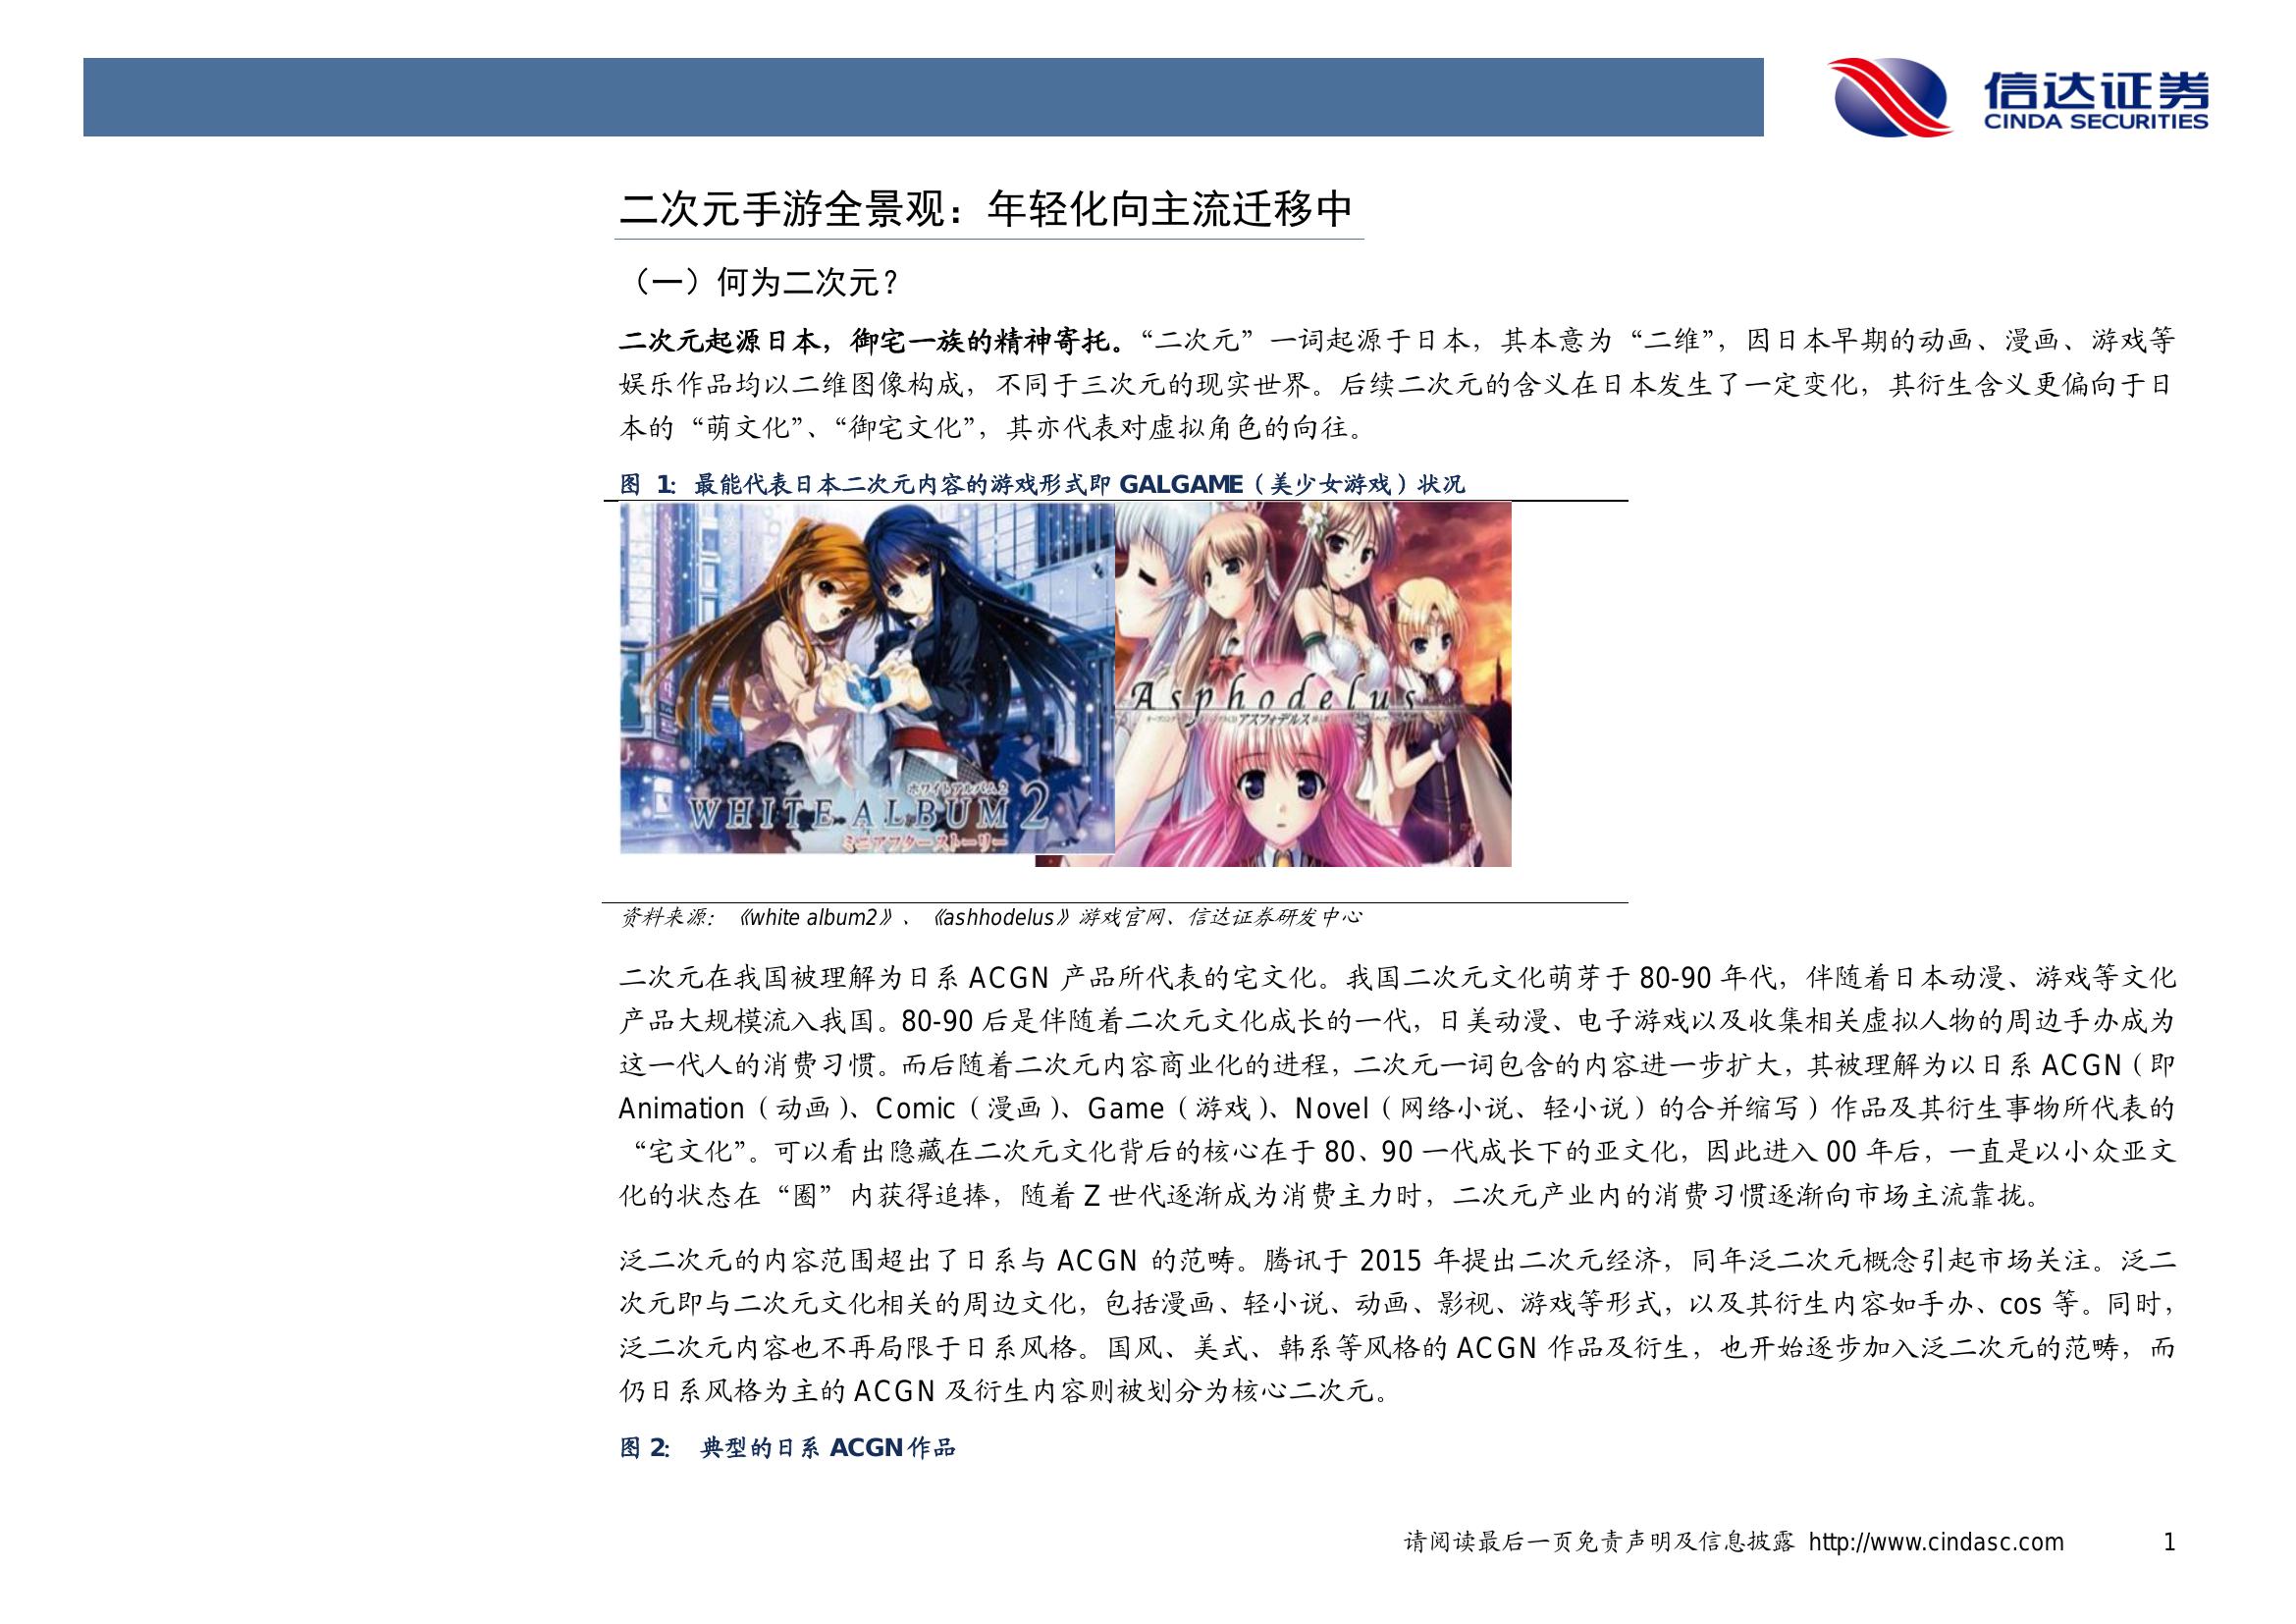 信达证券
CINDA SECURITIES
二次元手游全景观：年轻化向主流迁移中
（一）何为二次元？
二次元起源日本，御宅一族的精神寄托。“二次元”一词起源于日本，其本意为“二维”，因日本早期的动画、漫画、游戏等
娱乐作品均以二维图像构成，不同于三次元的现实世界。后续二次元的含义在日本发生了一定变化，其衍生含义更偏向于日
本的“萌文化”、“御宅文化”，其亦代表对虚拟角色的向往。
图 1: 最能代表日本二次元内容的游戏形式即 GALGAME（美少女游戏）状况
ホワイトアルバム2
WHITE ALBUM 2
ミニアフターストーリー
Asphodelus
アスフォデルス
资料来源：《white album2》、《ashhodelus》游戏官网、信达证券研发中心
二次元在我国被理解为日系 ACGN 产品所代表的宅文化。我国二次元文化萌芽于 80-90 年代，伴随着日本动漫、游戏等文化
产品大规模流入我国。80-90 后是伴随着二次元文化成长的一代，日美动漫、电子游戏以及收集相关虚拟人物的周边手办成为
这一代人的消费习惯。而后随着二次元内容商业化的进程，二次元一词包含的内容进一步扩大，其被理解为以日系 ACGN（即
Animation（动画）、Comic（漫画）、Game（游戏）、Novel（网络小说、轻小说）的合并缩写）作品及其衍生事物所代表的
“宅文化”。可以看出隐藏在二次元文化背后的核心在于 80、90 一代成长下的亚文化，因此进入 00 年后，一直是以小众亚文
化的状态在“圈”内获得追捧，随着 Z 世代逐渐成为消费主力时，二次元产业内的消费习惯逐渐向市场主流靠拢。
泛二次元的内容范围超出了日系与 ACGN 的范畴。腾讯于 2015 年提出二次元经济，同年泛二次元概念引起市场关注。泛二
次元即与二次元文化相关的周边文化，包括漫画、轻小说、动画、影视、游戏等形式，以及其衍生内容如手办、cos 等。同时，
泛二次元内容也不再局限于日系风格。国风、美式、韩系等风格的 ACGN 作品及衍生，也开始逐步加入泛二次元的范畴，而
仍日系风格为主的 ACGN 及衍生内容则被划分为核心二次元。
图 2: 典型的日系 ACGN 作品
请阅读最后一页免责声明及信息披露 http://www.cindasc.com 1